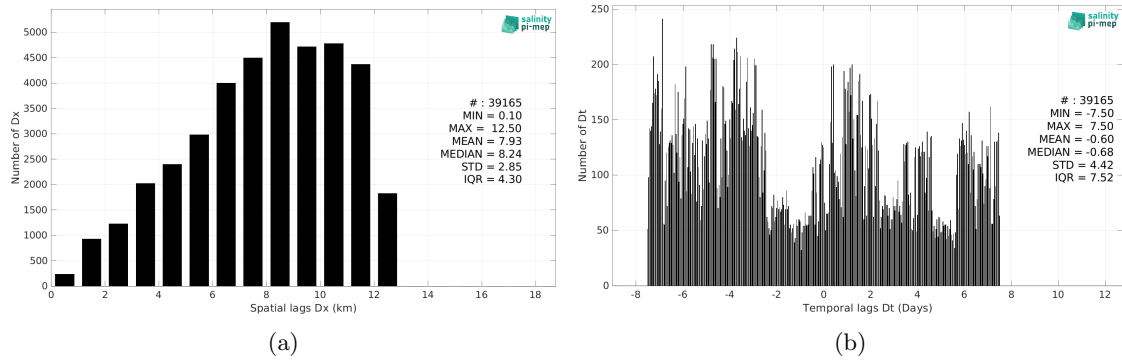 salinity
pi-mep
Number of Dx
5000
4500
4000
3500
3000
2500
2000
1500
1000
500
0
# : 39165
MIN = 0.10
MAX = 12.50
MEAN = 7.93
MEDIAN = 8.24
STD = 2.85
IQR = 4.30
0 2 4 6 8 10 12 14 16 18
Spatial lags Dx (km)
(a)
salinity
pi-mep
Number of Dt
250
200
150
100
50
0
# : 39165
MIN = -7.50
MAX = 7.50
MEAN = -0.60
MEDIAN = -0.68
STD = 4.42
IQR = 7.52
-8 -6 -4 -2 0 2 4 6 8 10 12
Temporal lags Dt (Days)
(b)